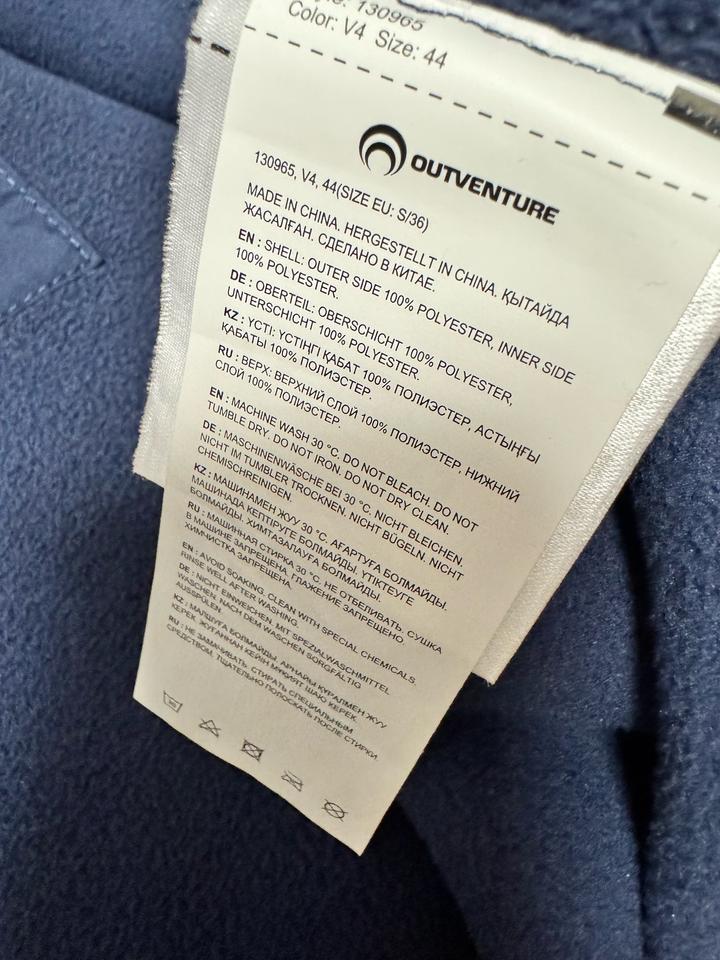 130965
Color: V4 Size: 44
OUTVENTURE
130965, V4, 44(SIZE EU: S/36)
MADE IN CHINA. HERGESTELLT IN CHINA. ҚЫТАЙДА
ЖАСАЛҒАН. СДЕЛАНО В КИТАЕ.
EN : SHELL: OUTER SIDE 100% POLYESTER, INNER SIDE
100% POLYESTER.
DE : OBERTEIL: OBERSCHICHT 100% POLYESTER,
UNTERSCHICHT 100% POLYESTER.
KZ : ҮСТІ: ҮСТІҢГІ ҚАБАТ 100% ПОЛИЭСТЕР, АСТЫҢҒЫ
ҚАБАТЫ 100% ПОЛИЭСТЕР.
RU : ВЕРХ: ВЕРХНИЙ СЛОЙ 100% ПОЛИЭСТЕР, НИЖНИЙ
СЛОЙ 100% ПОЛИЭСТЕР.
EN : MACHINE WASH 30 °C. DO NOT BLEACH. DO NOT
TUMBLE DRY. DO NOT IRON. DO NOT DRY CLEAN.
DE : MASCHINENWÄSCHE BEI 30 °C. NICHT BLEICHEN.
NICHT IM TUMBLER TROCKNEN. NICHT BÜGELN. NICHT
CHEMISCHREINIGEN.
KZ : МАШИНАМЕН ЖУУ 30 °C. АҒАРТУҒА БОЛМАЙДЫ.
МАШИНАДА КЕПТІРУГЕ БОЛМАЙДЫ. ҮТІКТЕУГЕ
БОЛМАЙДЫ. ХИМТАЗАЛАУҒА БОЛМАЙДЫ.
RU : МАШИННАЯ СТИРКА 30 °C. НЕ ОТБЕЛИВАТЬ. СУШКА
В МАШИНЕ ЗАПРЕЩЕНА. ГЛАЖЕНИЕ ЗАПРЕЩЕНО.
ХИМЧИСТКА ЗАПРЕЩЕНА.
EN : AVOID SOAKING. CLEAN WITH SPECIAL CHEMICALS.
RINSE WELL AFTER WASHING.
DE : NICHT EINWEICHEN. MIT SPEZIALWASCHMITTEL
WASCHEN. NACH DEM WASCHEN SORGFÄLTIG
AUSSPÜLEN.
KZ : МАЛШУҒА БОЛМАЙДЫ. АРНАЙЫ ҚҰРАЛМЕН ЖУУ
КЕРЕК. ЖУҒАННАН КЕЙІН МҰҚИЯТ ШАЮ КЕРЕК.
RU : НЕ ЗАМАЧИВАТЬ. СТИРАТЬ СПЕЦИАЛЬНЫМ
СРЕДСТВОМ. ТЩАТЕЛЬНО ПОЛОСКАТЬ ПОСЛЕ СТИРКИ.